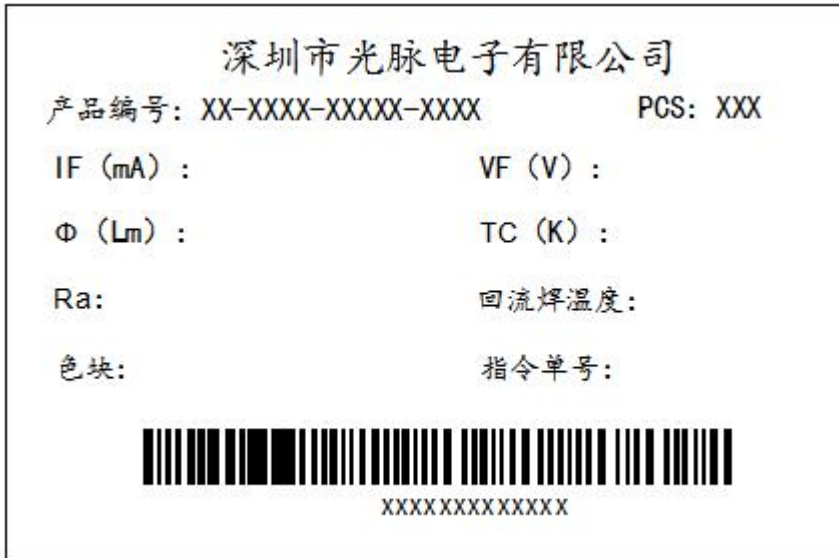 深圳市光脉电子有限公司
产品编号: XX-XXXX-XXXXX-XXXX PCS: XXX
IF (mA) : VF (V) :
Φ (Lm) : TC (K) :
Ra: 回流焊温度:
色块: 指令单号:
XXXXXXXXXXXXX